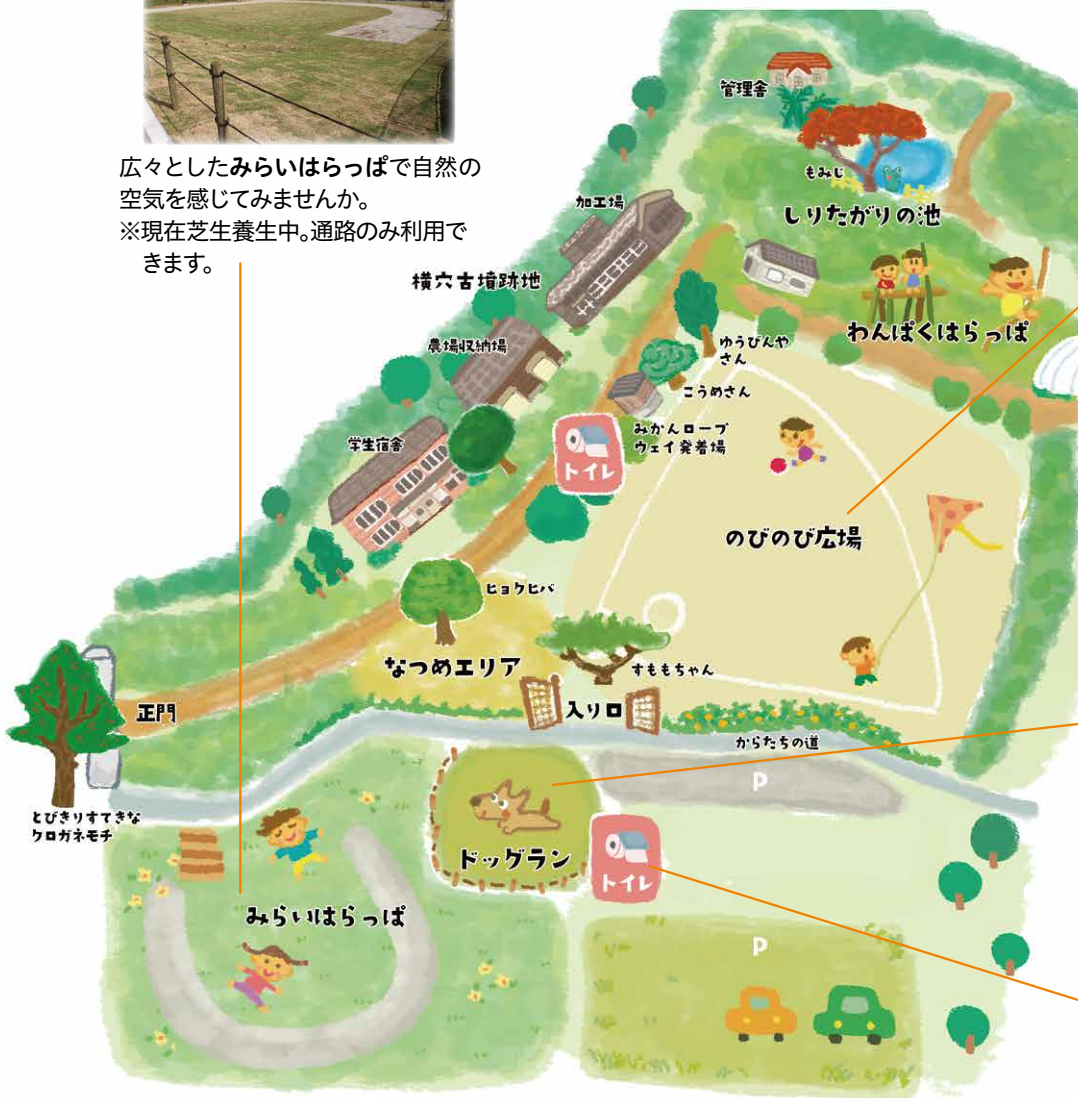 広々としたみらいはらっぱで自然の
空気を感じてみませんか。
※現在芝生養生中。通路のみ利用で
きます。
管理舎
もみじ
しりたがりの池
加工場
横穴古墳跡地
わんぱくはらっぱ
農場収納場
ゆうびんや
さん
こうめさん
みかんロープ
ウェイ発着場
トイレ
学生宿舎
のびのび広場
ヒョクヒバ
なつめエリア
すももちゃん
正門
入り口
からたちの道
P
とびきりすてきな
クロガネモチ
ドッグラン
トイレ
みらいはらっぱ
P